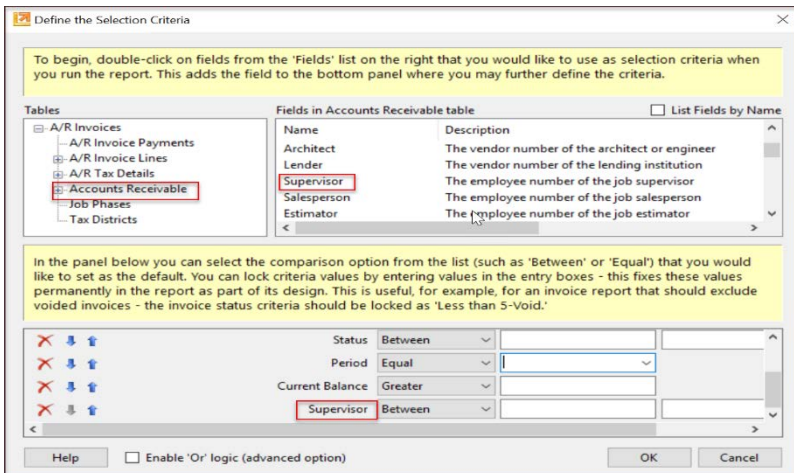 Define the Selection Criteria
To begin, double-click on fields from the 'Fields' list on the right that you would like to use as selection criteria when
you run the report. This adds the field to the bottom panel where you may further define the criteria.
Tables
Fields in Accounts Receivable table
List Fields by Name
A/R Invoices
A/R Invoice Payments
A/R Invoice Lines
A/R Tax Details
Accounts Receivable
Job Phases
Tax Districts
Name Description
Architect The vendor number of the architect or engineer
Lender The vendor number of the lending institution
Supervisor The employee number of the job supervisor
Salesperson The employee number of the job salesperson
Estimator The employee number of the job estimator
In the panel below you can select the comparison option from the list (such as 'Between' or 'Equal') that you would
like to set as the default. You can lock criteria values by entering values in the entry boxes - this fixes these values
permanently in the report as part of its design. This is useful, for example, for an invoice report that should exclude
voided invoices - the invoice status criteria should be locked as 'Less than 5-Void.'
Status Between
Period Equal
Current Balance Greater
Supervisor Between
Help Enable 'Or' logic (advanced option) OK Cancel